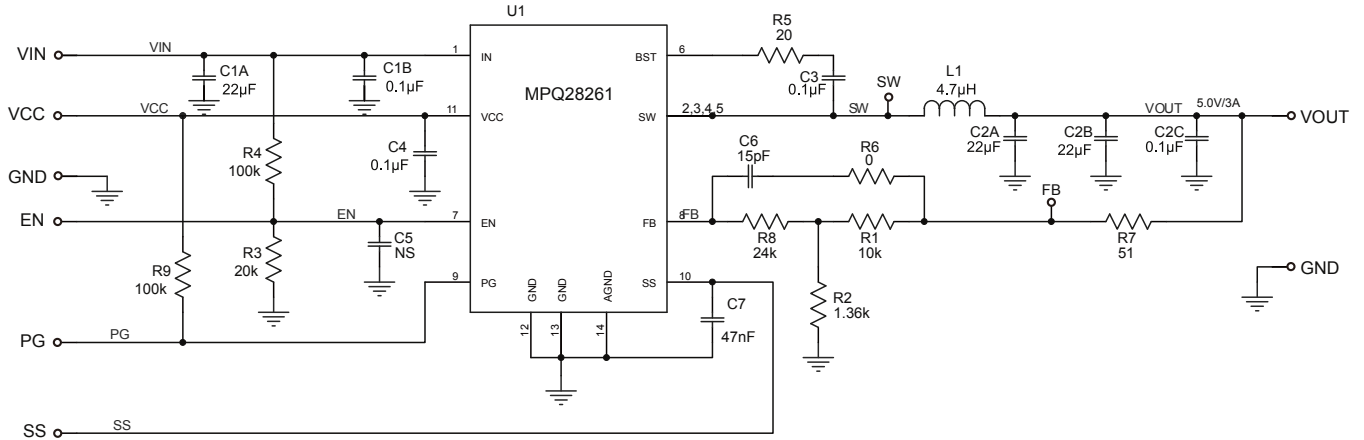 U1
MPQ28261
VIN
VIN
1
IN
C1A
22µF
C1B
0.1µF
VCC
VCC
11
VCC
R4
100k
C4
0.1µF
GND
EN
EN
7
EN
R3
20k
C5
NS
R9
100k
9
PG
PG
PG
SS
SS
GND
GND
AGND
12
13
14
BST
6
R5
20
C3
0.1µF
SW
2,3,4,5
SW
SW
L1
4.7µH
VOUT
5.0V/3A
VOUT
C2A
22µF
C2B
22µF
C2C
0.1µF
C6
15pF
R6
0
FB
8
FB
R8
24k
R1
10k
FB
R7
51
SS
10
C7
47nF
R2
1.36k
GND